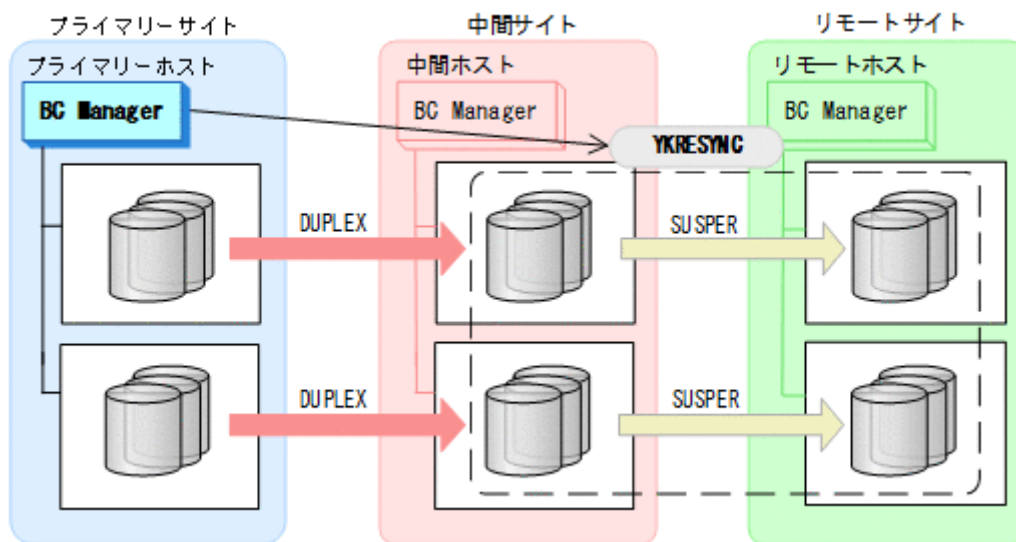 プライマリーサイト
中間サイト
リモートサイト
プライマリーホスト
中間ホスト
リモートホスト
BC Manager
BC Manager
BC Manager
YKRESYNC
DUPLEX
SUSPER
DUPLEX
SUSPER